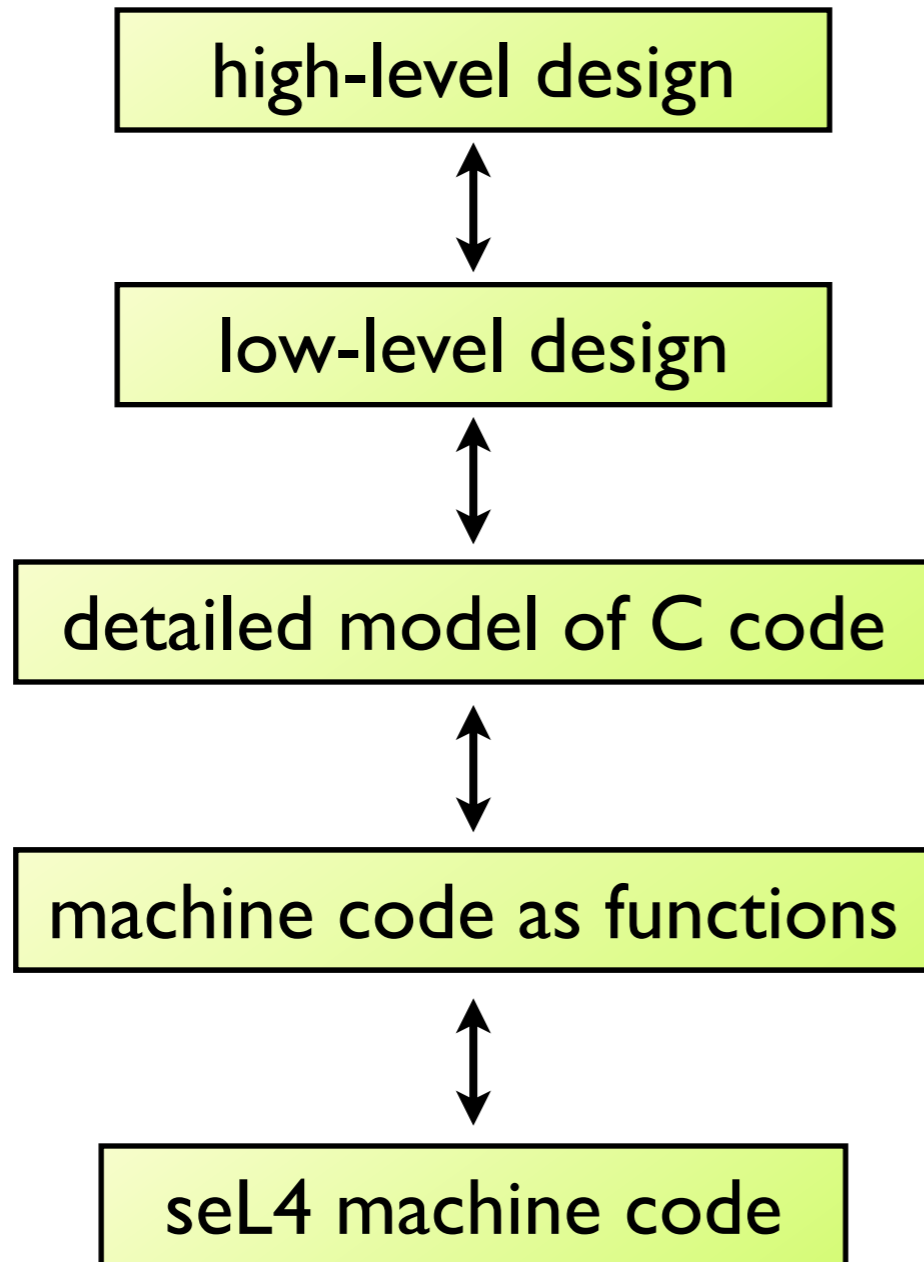 high-level design
low-level design
detailed model of C code
machine code as functions
seL4 machine code